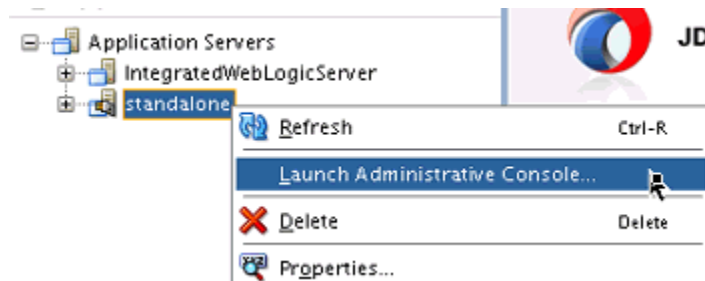 Application Servers
JD
IntegratedWebLogicServer
standalone
Refresh Ctrl-R
Launch Administrative Console...
Delete Delete
Properties...